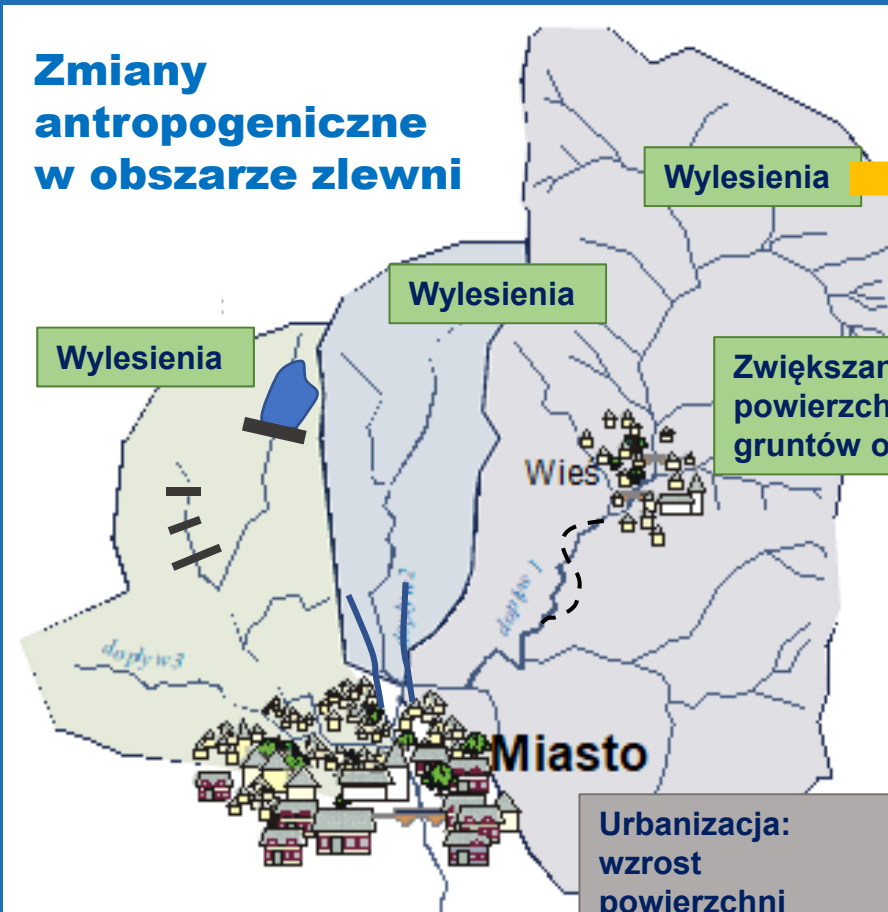 Zmiany
antropogeniczne
w obszarze zlewni
Wylesienia
Wylesienia
Wylesienia
Zwiększan
powierzch
gruntów o
Wieś
dopływ 1
dopływ 3
Miasto
Urbanizacja:
wzrost
powierzchni